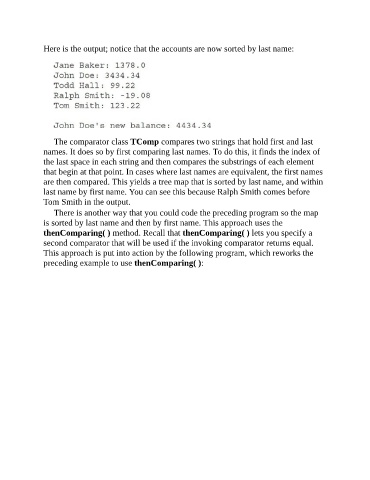 Here is the output; notice that the accounts are now sorted by last name:
Jane Baker: 1378.0
John Doe: 3434.34
Todd Hall: 99.22
Ralph Smith: -19.08
Tom Smith: 123.22
John Doe's new balance: 4434.34
The comparator class TComp compares two strings that hold first and last
names. It does so by first comparing last names. To do this, it finds the index of
the last space in each string and then compares the substrings of each element
that begin at that point. In cases where last names are equivalent, the first names
are then compared. This yields a tree map that is sorted by last name, and within
last name by first name. You can see this because Ralph Smith comes before
Tom Smith in the output.
There is another way that you could code the preceding program so the map
is sorted by last name and then by first name. This approach uses the
thenComparing( ) method. Recall that thenComparing( ) lets you specify a
second comparator that will be used if the invoking comparator returns equal.
This approach is put into action by the following program, which reworks the
preceding example to use thenComparing( ):